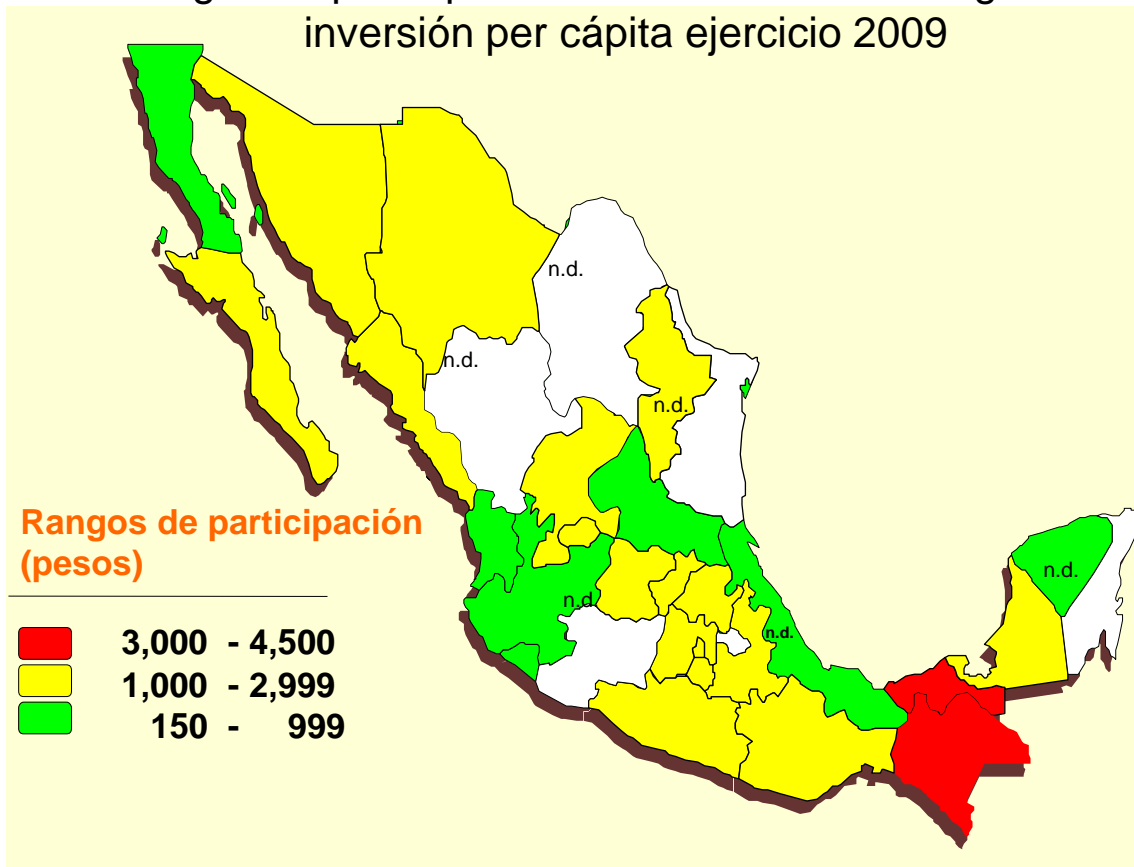 inversión per cápita ejercicio 2009
n.d.
n.d.
n.d.
Rangos de participación
(pesos)
n.d.
n.d.
n.d.
3,000 - 4,500
1,000 - 2,999
150 - 999